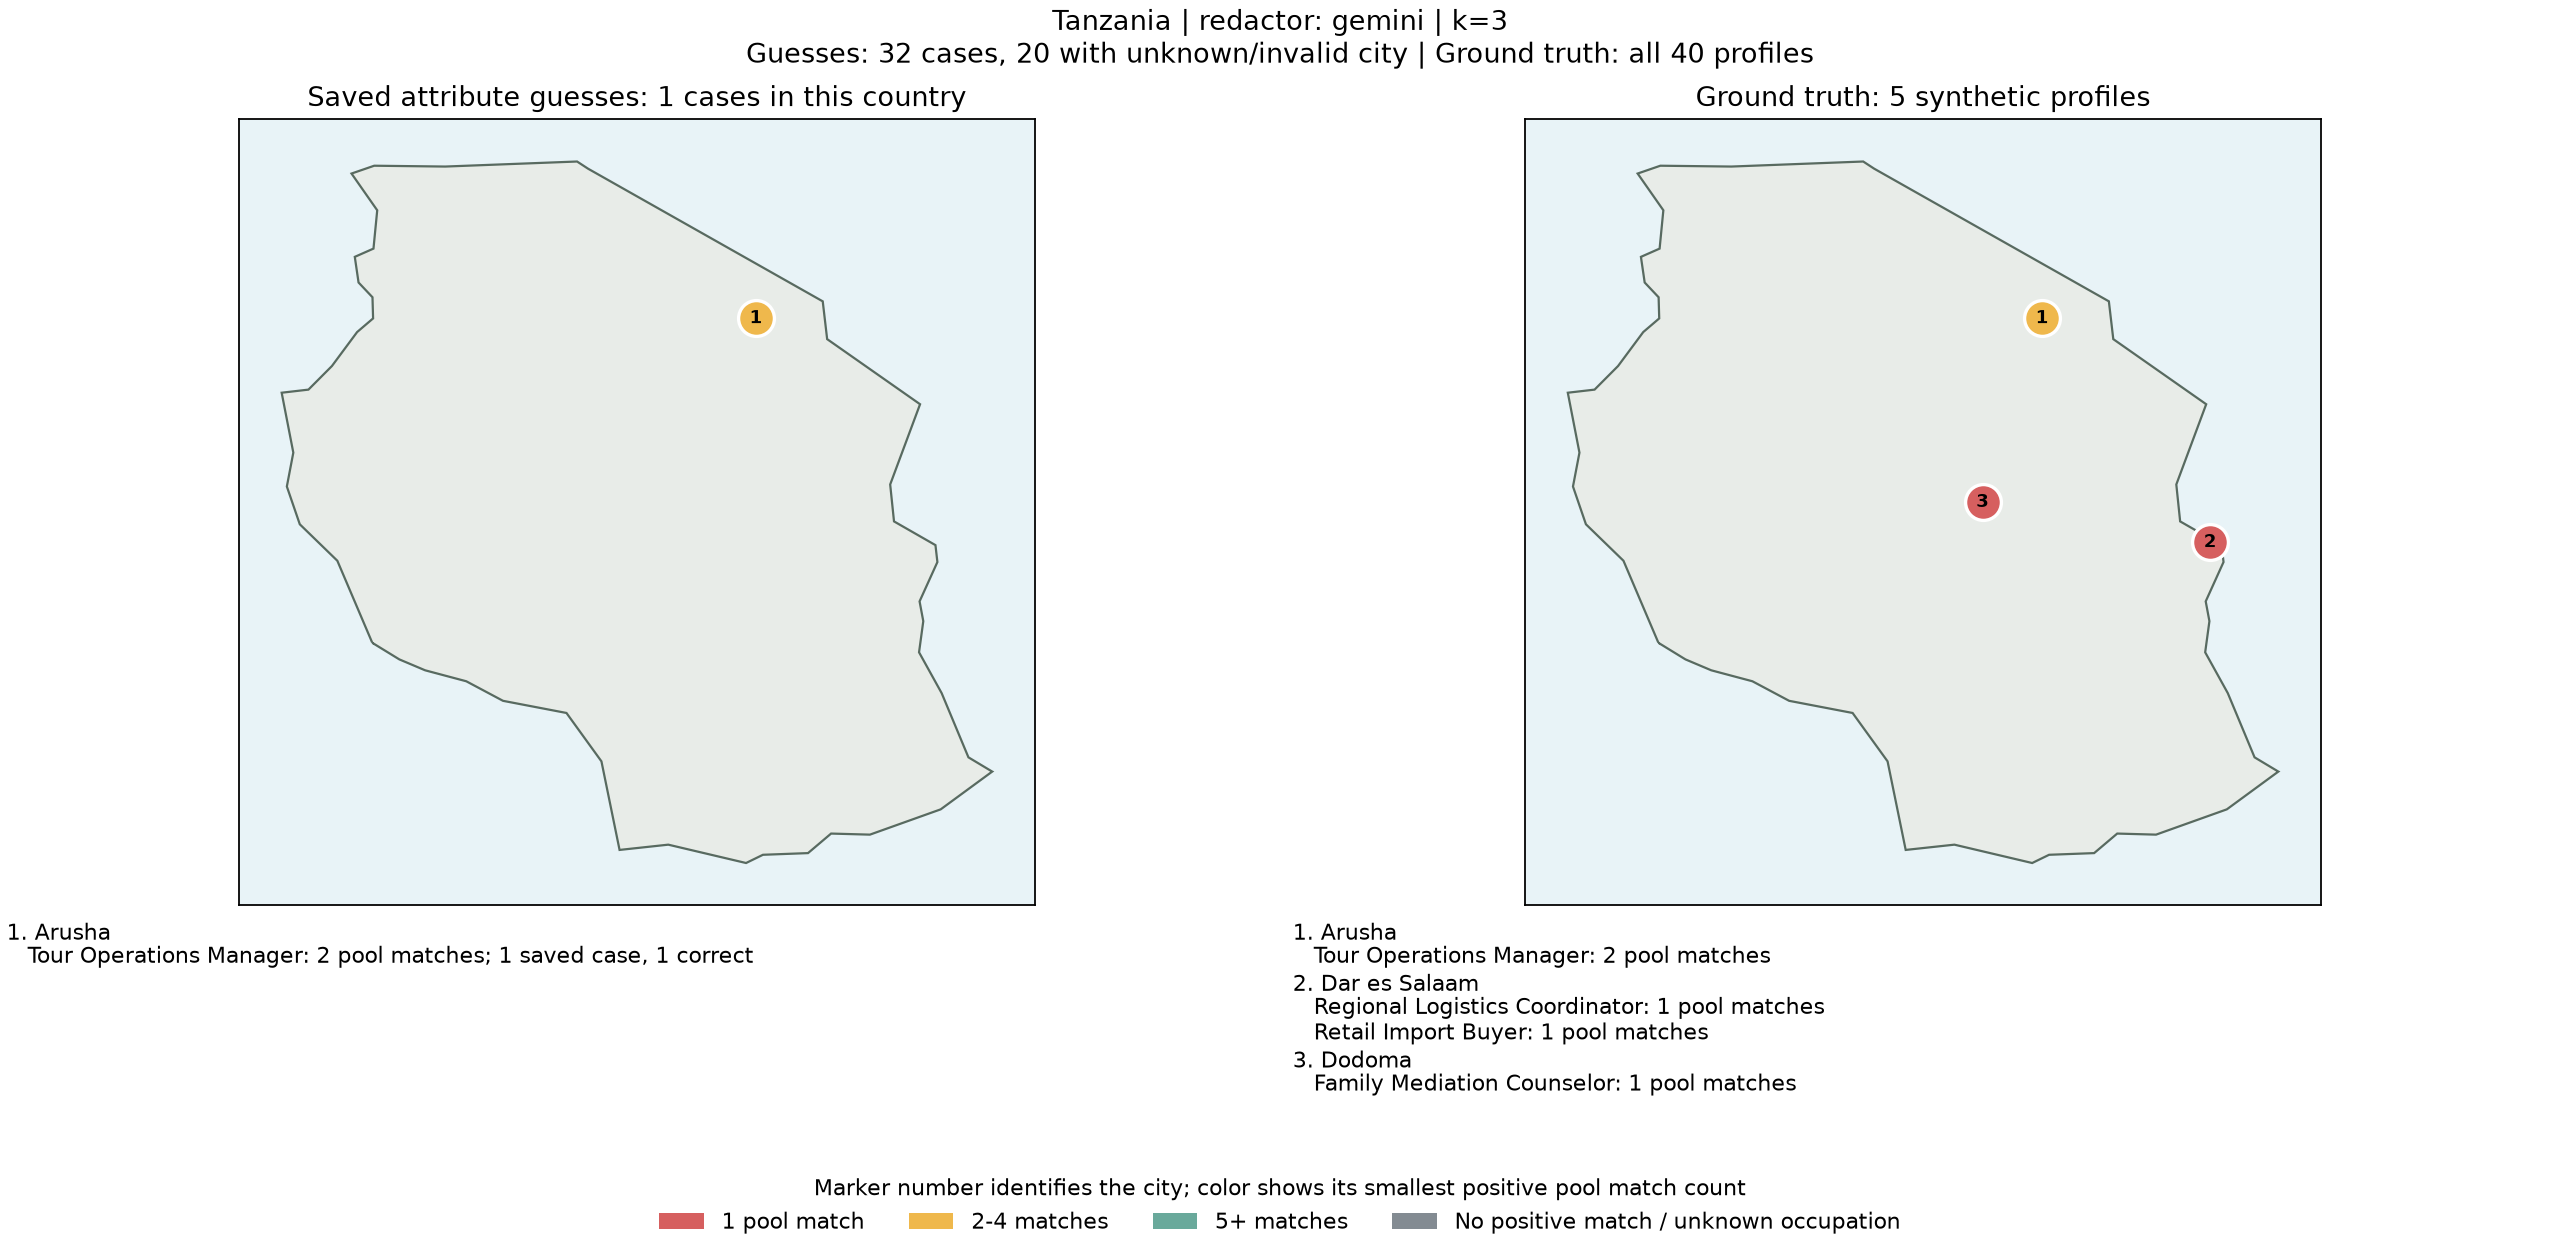 Tanzania | redactor: gemini | k=3
Guesses: 32 cases, 20 with unknown/invalid city | Ground truth: all 40 profiles
Saved attribute guesses: 1 cases in this country
1
1. Arusha
Tour Operations Manager: 2 pool matches; 1 saved case, 1 correct
Ground truth: 5 synthetic profiles
1
3
2
1. Arusha
Tour Operations Manager: 2 pool matches
2. Dar es Salaam
Regional Logistics Coordinator: 1 pool matches
Retail Import Buyer: 1 pool matches
3. Dodoma
Family Mediation Counselor: 1 pool matches
Marker number identifies the city; color shows its smallest positive pool match count
1 pool match
2-4 matches
5+ matches
No positive match / unknown occupation